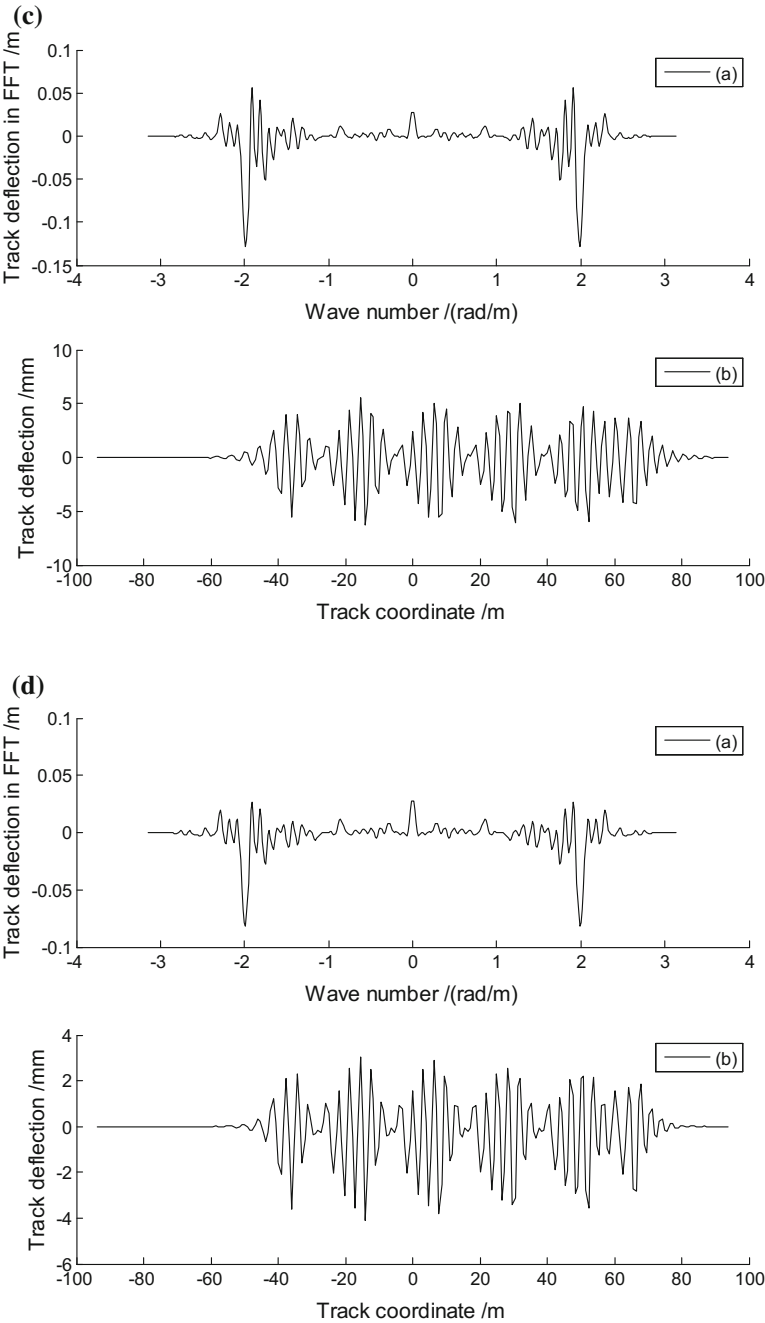 (c)
Track deflection in FFT /m
0.1
0.05
0
-0.05
-0.1
-0.15
(a)
-4 -3 -2 -1 0 1 2 3 4
Wave number /(rad/m)
Track deflection /mm
10
5
0
-5
-10
(b)
-100 -80 -60 -40 -20 0 20 40 60 80 100
Track coordinate /m
(d)
Track deflection in FFT /m
0.1
0.05
0
-0.05
-0.1
(a)
-4 -3 -2 -1 0 1 2 3 4
Wave number /(rad/m)
Track deflection /mm
4
2
0
-2
-4
-6
(b)
-100 -80 -60 -40 -20 0 20 40 60 80 100
Track coordinate /m